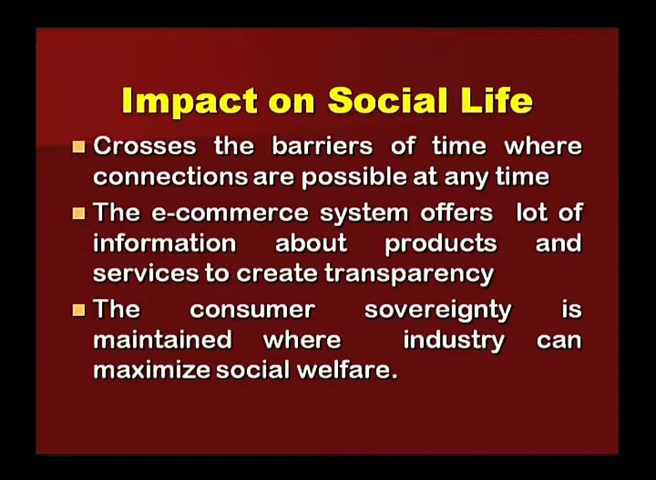 Impact on Social Life
Crosses the barriers of time where
connections are possible at any time
The e-commerce system offers lot of
information about products and
services to create transparency
The consumer sovereignty is
maintained where industry can
maximize social welfare.